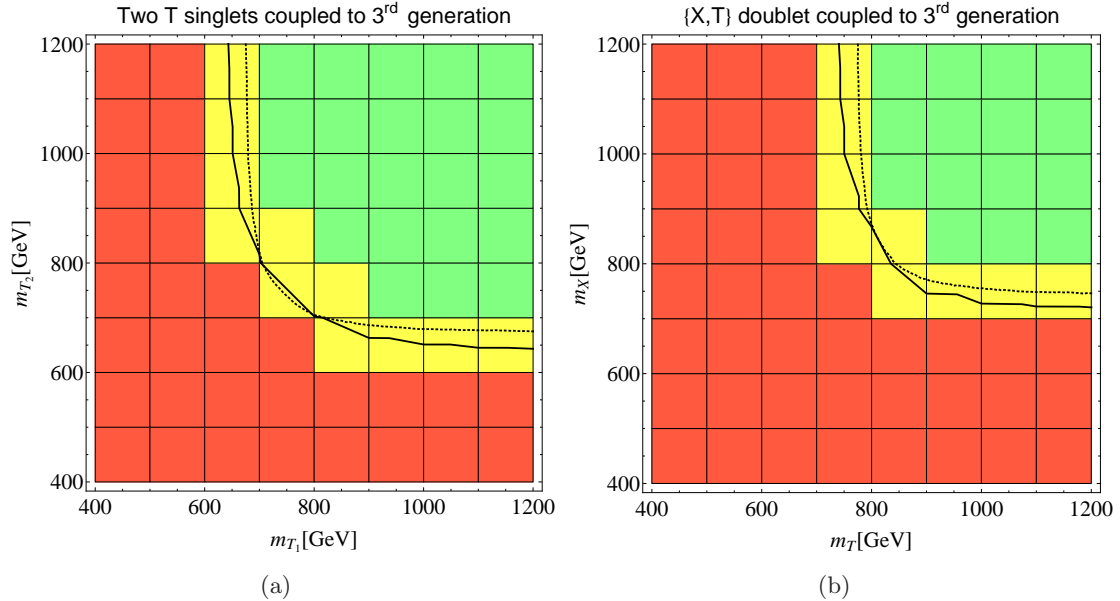 Two T singlets coupled to 3rd generation
1200
1000
800
600
400
m_{T_2}[GeV]
400 600 800 1000 1200
m_{T_1}[GeV]
(a)
{X,T} doublet coupled to 3rd generation
1200
1000
800
600
400
m_X[GeV]
400 600 800 1000 1200
m_T[GeV]
(b)